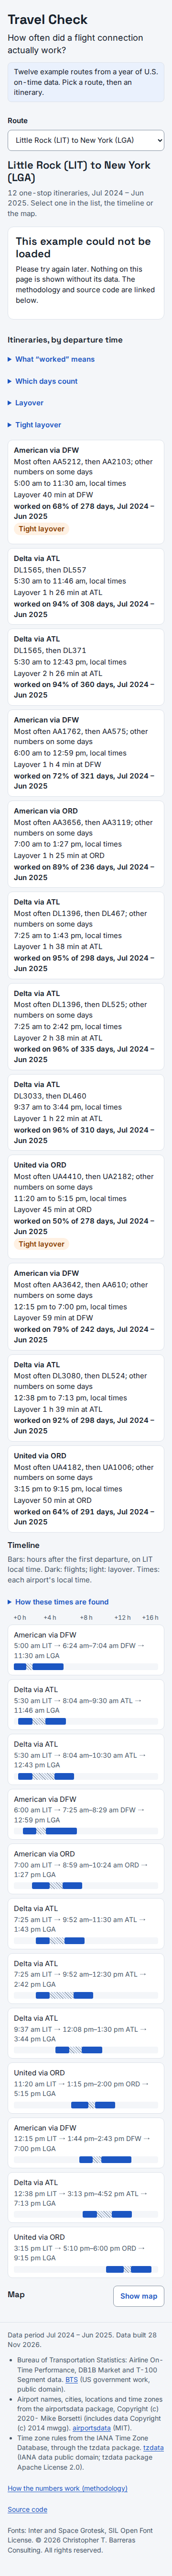 Travel Check
How often did a flight connection
actually work?
Twelve example routes from a year of U.S.
on-time data. Pick a route, then an
itinerary.
Route
Little Rock (LIT) to New York (LGA)
Little Rock (LIT) to New York
(LGA)
12 one-stop itineraries, Jul 2024 – Jun
2025. Select one in the list, the timeline or
the map.
This example could not be
loaded
Please try again later. Nothing on this
page is shown without its data. The
methodology and source code are linked
below.
Itineraries, by departure time
What “worked” means
Which days count
Layover
Tight layover
American via DFW
Most often AA5212, then AA2103; other
numbers on some days
5:00 am to 11:30 am, local times
Layover 40 min at DFW
worked on 68% of 278 days, Jul 2024 –
Jun 2025
Tight layover
Delta via ATL
DL1565, then DL557
5:30 am to 11:46 am, local times
Layover 1 h 26 min at ATL
worked on 94% of 308 days, Jul 2024 –
Jun 2025
Delta via ATL
DL1565, then DL371
5:30 am to 12:43 pm, local times
Layover 2 h 26 min at ATL
worked on 94% of 360 days, Jul 2024 –
Jun 2025
American via DFW
Most often AA1762, then AA575; other
numbers on some days
6:00 am to 12:59 pm, local times
Layover 1 h 4 min at DFW
worked on 72% of 321 days, Jul 2024 –
Jun 2025
American via ORD
Most often AA3656, then AA3119; other
numbers on some days
7:00 am to 1:27 pm, local times
Layover 1 h 25 min at ORD
worked on 89% of 236 days, Jul 2024 –
Jun 2025
Delta via ATL
Most often DL1396, then DL467; other
numbers on some days
7:25 am to 1:43 pm, local times
Layover 1 h 38 min at ATL
worked on 95% of 298 days, Jul 2024 –
Jun 2025
Delta via ATL
Most often DL1396, then DL525; other
numbers on some days
7:25 am to 2:42 pm, local times
Layover 2 h 38 min at ATL
worked on 96% of 335 days, Jul 2024 –
Jun 2025
Delta via ATL
DL3033, then DL460
9:37 am to 3:44 pm, local times
Layover 1 h 22 min at ATL
worked on 96% of 310 days, Jul 2024 –
Jun 2025
United via ORD
Most often UA4410, then UA2182; other
numbers on some days
11:20 am to 5:15 pm, local times
Layover 45 min at ORD
worked on 50% of 278 days, Jul 2024 –
Jun 2025
Tight layover
American via DFW
Most often AA3642, then AA610; other
numbers on some days
12:15 pm to 7:00 pm, local times
Layover 59 min at DFW
worked on 79% of 242 days, Jul 2024 –
Jun 2025
Delta via ATL
Most often DL3080, then DL524; other
numbers on some days
12:38 pm to 7:13 pm, local times
Layover 1 h 39 min at ATL
worked on 92% of 298 days, Jul 2024 –
Jun 2025
United via ORD
Most often UA4182, then UA1006; other
numbers on some days
3:15 pm to 9:15 pm, local times
Layover 50 min at ORD
worked on 64% of 291 days, Jul 2024 –
Jun 2025
Timeline
Bars: hours after the first departure, on LIT
local time. Dark: flights; light: layover. Times:
each airport's local time.
How these times are found
+0 h +4 h +8 h +12 h +16 h
American via DFW
5:00 am LIT → 6:24 am–7:04 am DFW →
11:30 am LGA
Delta via ATL
5:30 am LIT → 8:04 am–9:30 am ATL →
11:46 am LGA
Delta via ATL
5:30 am LIT → 8:04 am–10:30 am ATL →
12:43 pm LGA
American via DFW
6:00 am LIT → 7:25 am–8:29 am DFW →
12:59 pm LGA
American via ORD
7:00 am LIT → 8:59 am–10:24 am ORD →
1:27 pm LGA
Delta via ATL
7:25 am LIT → 9:52 am–11:30 am ATL →
1:43 pm LGA
Delta via ATL
7:25 am LIT → 9:52 am–12:30 pm ATL →
2:42 pm LGA
Delta via ATL
9:37 am LIT → 12:08 pm–1:30 pm ATL →
3:44 pm LGA
United via ORD
11:20 am LIT → 1:15 pm–2:00 pm ORD →
5:15 pm LGA
American via DFW
12:15 pm LIT → 1:44 pm–2:43 pm DFW →
7:00 pm LGA
Delta via ATL
12:38 pm LIT → 3:13 pm–4:52 pm ATL →
7:13 pm LGA
United via ORD
3:15 pm LIT → 5:10 pm–6:00 pm ORD →
9:15 pm LGA
Map
Show map
Data period Jul 2024 – Jun 2025. Data built 28
Nov 2026.
Bureau of Transportation Statistics: Airline On-
Time Performance, DB1B Market and T-100
Segment data. BTS (US government work,
public domain).
Airport names, cities, locations and time zones
from the airportsdata package, Copyright (c)
2020- Mike Borsetti (includes data Copyright
(c) 2014 mwgg). airportsdata (MIT).
Time zone rules from the IANA Time Zone
Database, through the tzdata package. tzdata
(IANA data public domain; tzdata package
Apache License 2.0).
How the numbers work (methodology)
Source code
Fonts: Inter and Space Grotesk, SIL Open Font
License. © 2026 Christopher T. Barreras
Consulting. All rights reserved.